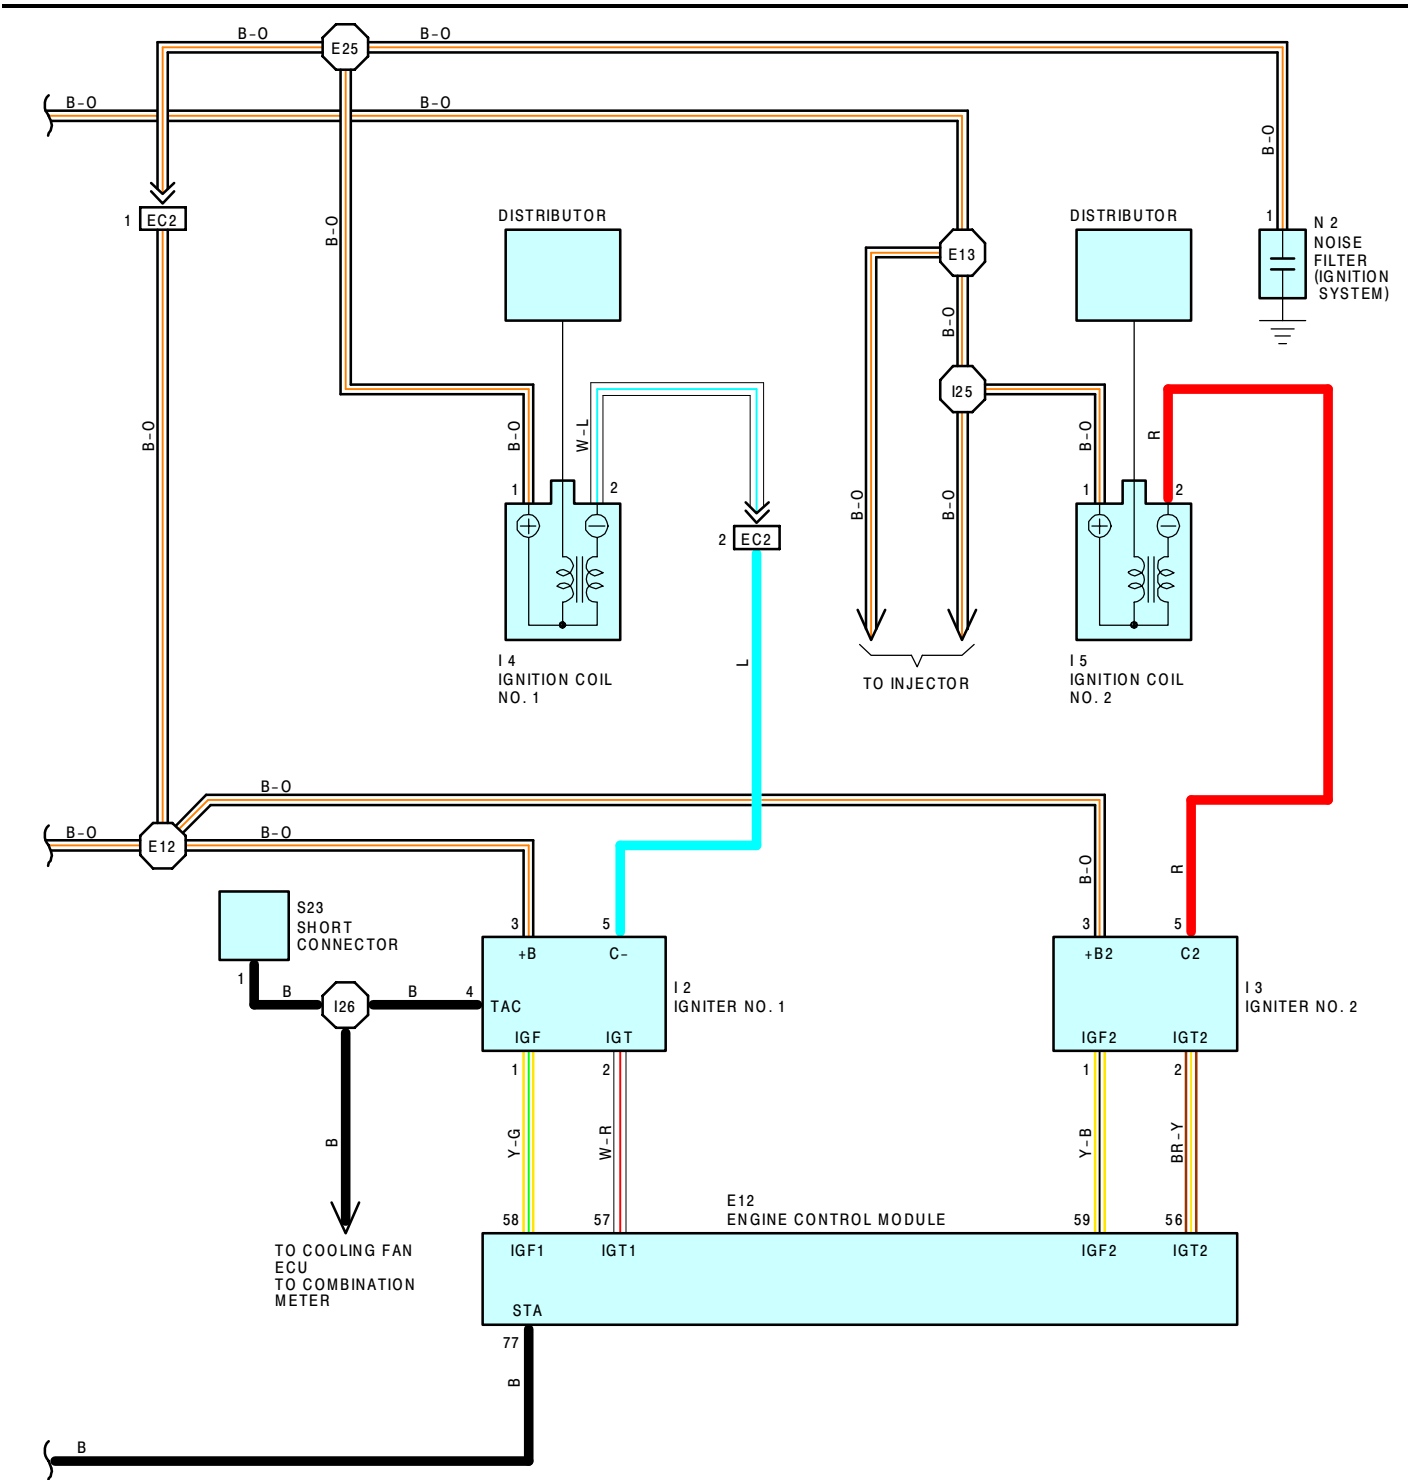 B-O
E25
B-O
B-O
B-O
B-O
1 EC2
B-O
DISTRIBUTOR
E13
DISTRIBUTOR
1
N 2
NOISE
FILTER
(IGNITION
SYSTEM)
B-O
I25
B-O
B-O
W-L
B-O
R
1
2
1
2
2 EC2
B-O
B-O
I 4
IGNITION COIL
NO. 1
L
TO INJECTOR
I 5
IGNITION COIL
NO. 2
B-O
B-O
E12
B-O
B-O
R
S23
SHORT
CONNECTOR
3
5
3
5
+B
C-
+B2
C2
1
B
I26
B
4
TAC
I 2
IGNITER NO. 1
I 3
IGNITER NO. 2
IGF
IGT
IGF2
IGT2
1
2
1
2
B
Y-G
W-R
Y-B
BR-Y
E12
ENGINE CONTROL MODULE
58
57
59
56
IGF1
IGT1
IGF2
IGT2
TO COOLING FAN
ECU
TO COMBINATION
METER
STA
77
B
B